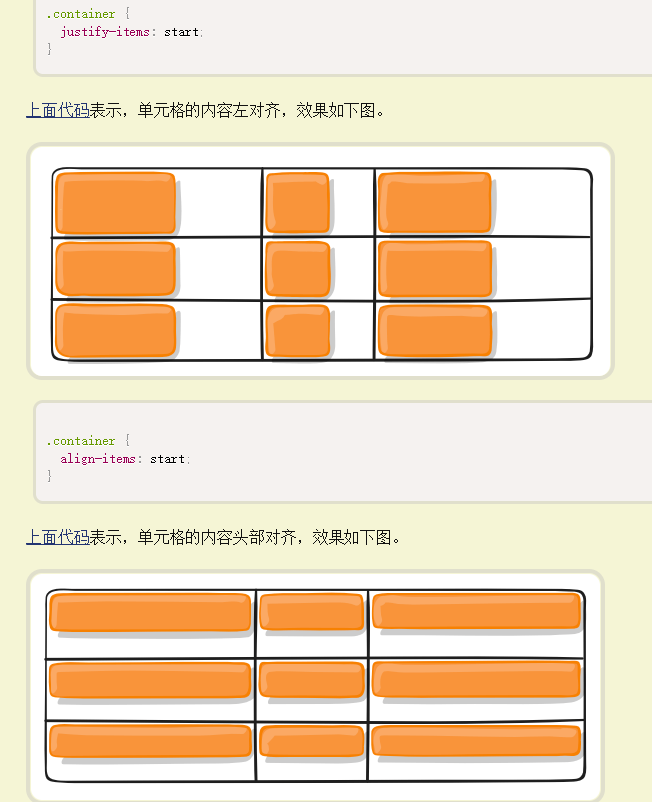 .container {
justify-items: start;
}
上面代码表示，单元格的内容左对齐，效果如下图。
.container {
align-items: start;
}
上面代码表示，单元格的内容头部对齐，效果如下图。